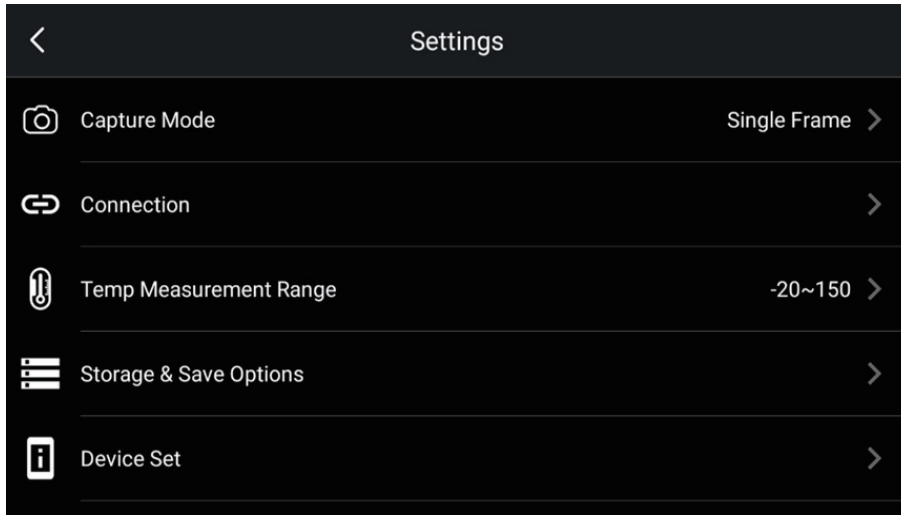 Settings
Capture Mode Single Frame
Connection
Temp Measurement Range -20~150
Storage & Save Options
Device Set